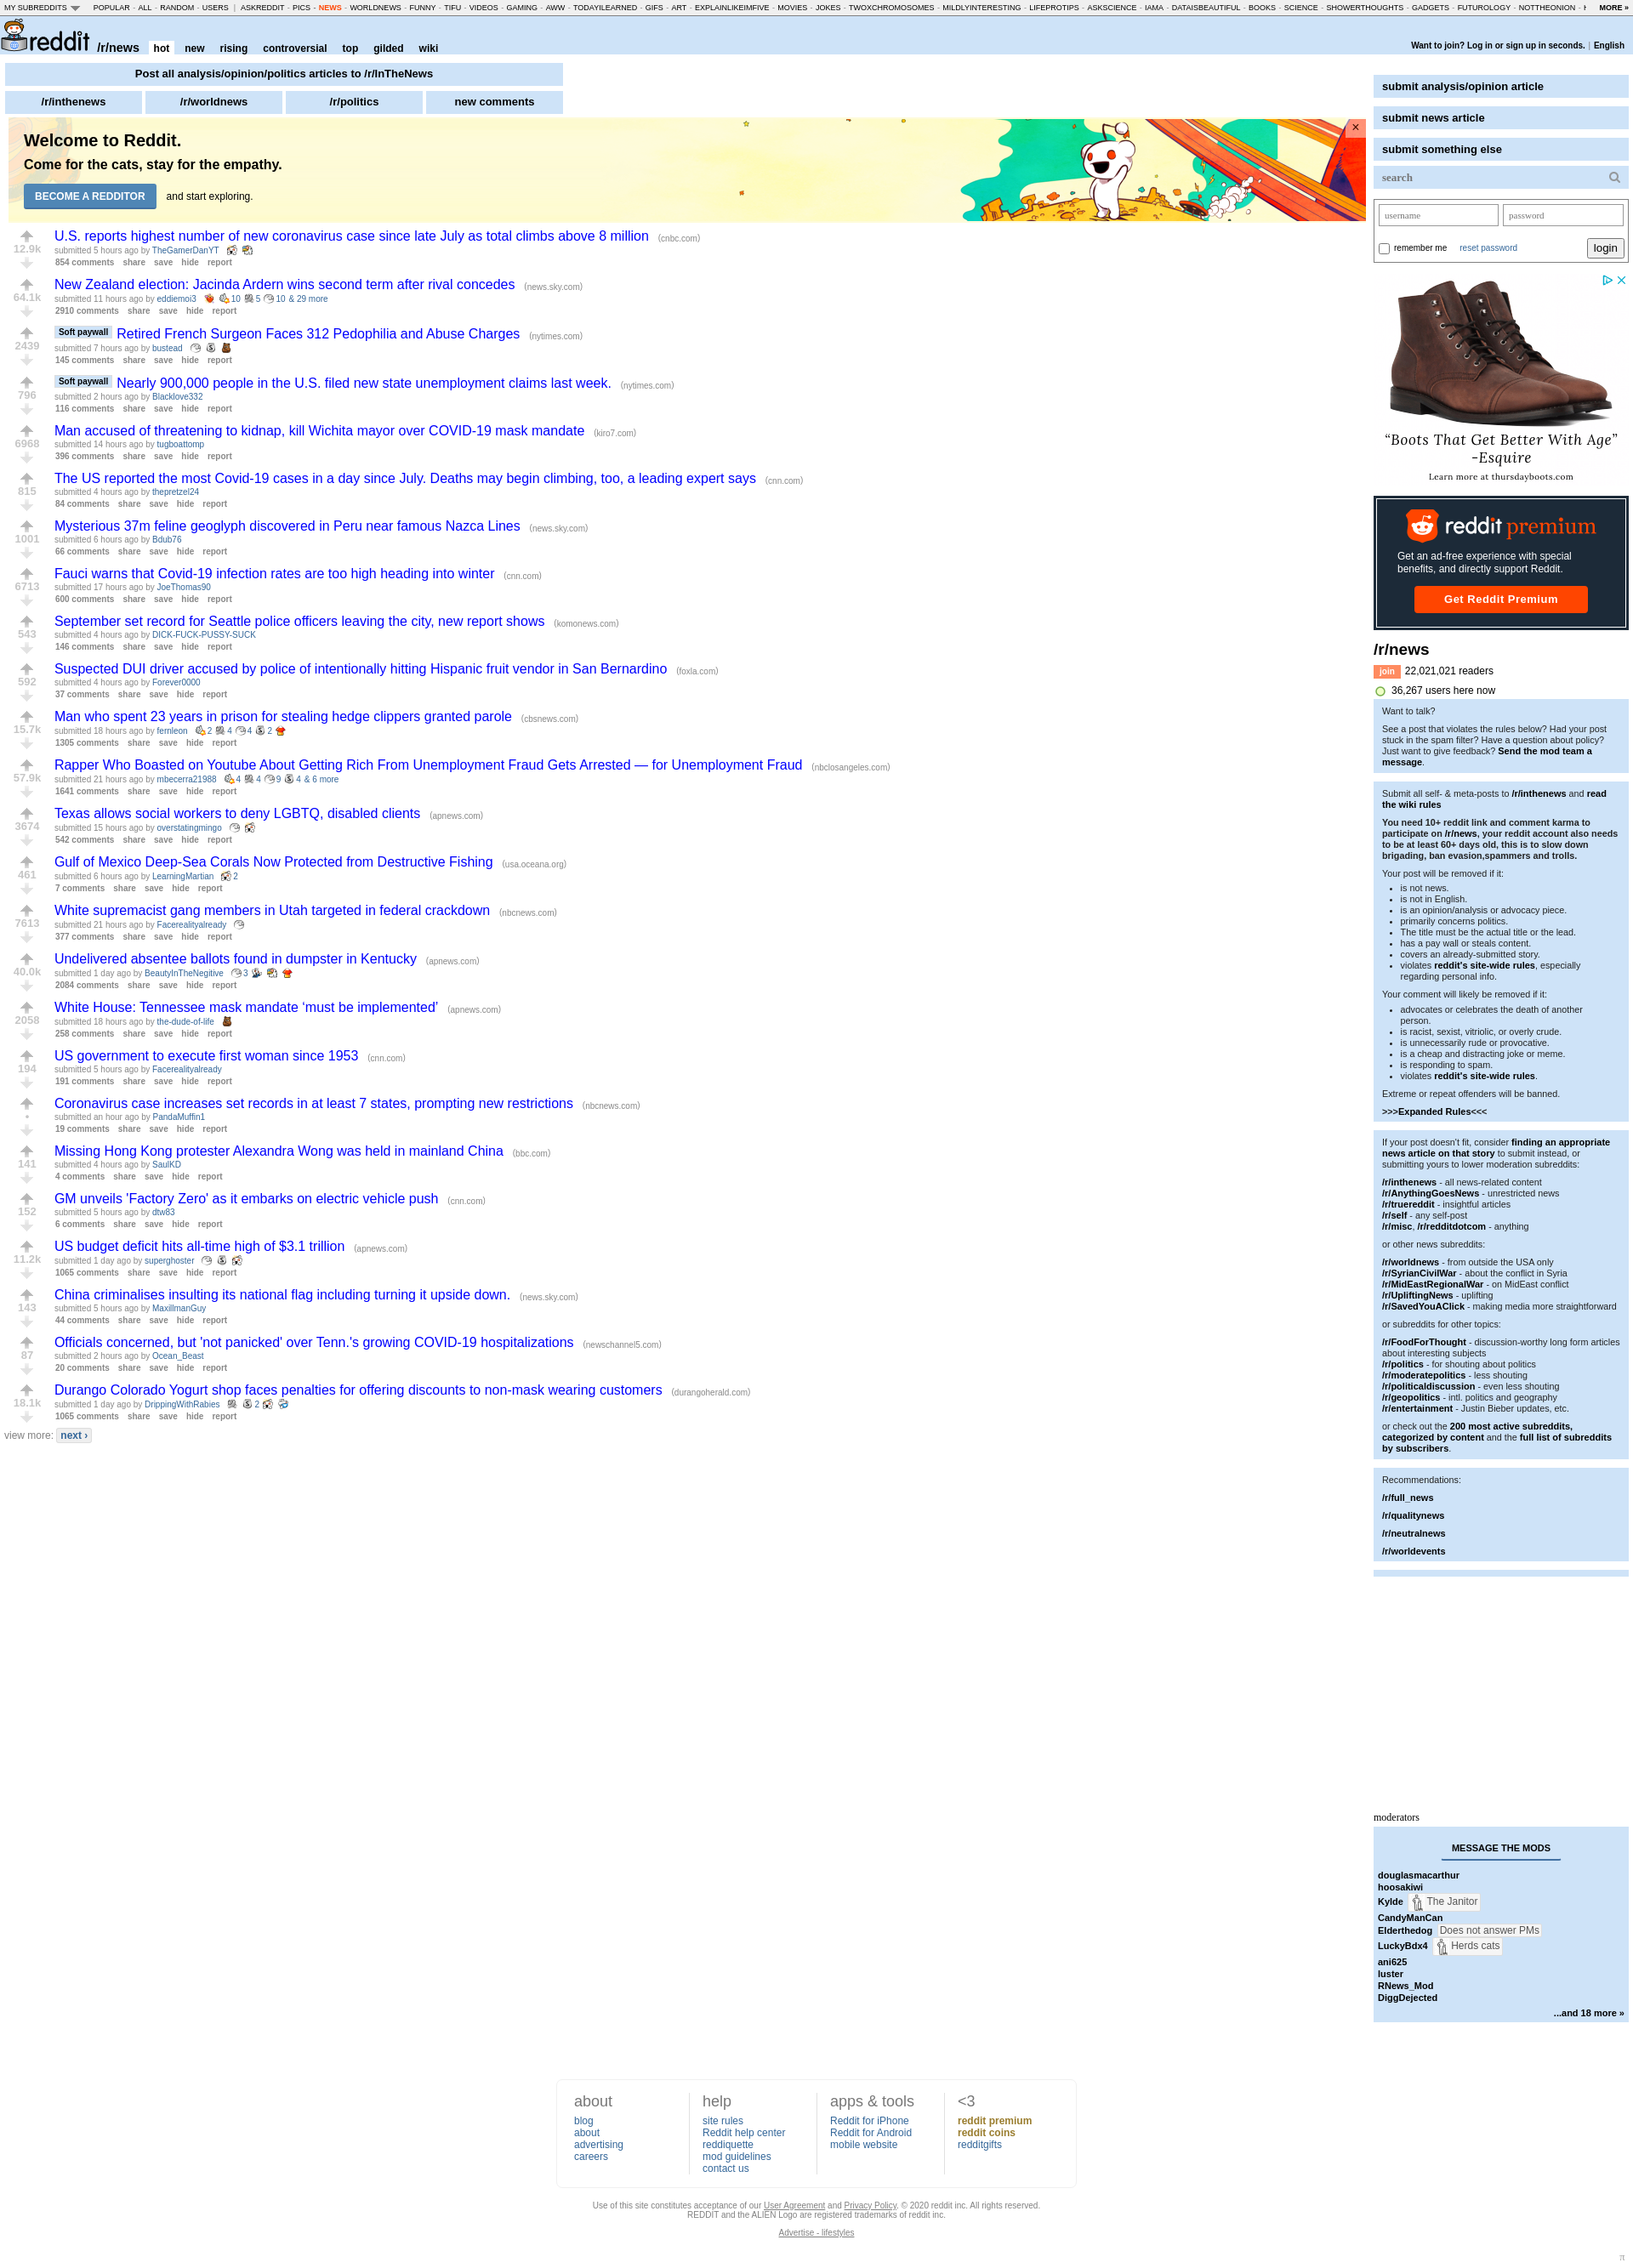 MY SUBREDDITS POPULAR - ALL - RANDOM - USERS | ASKREDDIT - PICS - NEWS - WORLDNEWS - FUNNY - TIFU - VIDEOS - GAMING - AWW - TODAYILEARNED - GIFS - ART - EXPLAINLIKEIMFIVE - MOVIES - JOKES - TWOXCHROMOSOMES - MILDLYINTERESTING - LIFEPROTIPS - ASKSCIENCE - IAMA - DATAISBEAUTIFUL - BOOKS - SCIENCE - SHOWERTHOUGHTS - GADGETS - FUTUROLOGY - NOTTHEONION - MORE »
reddit /r/news hot new rising controversial top gilded wiki
Want to join? Log in or sign up in seconds. | English
Post all analysis/opinion/politics articles to /r/InTheNews
/r/inthenews /r/worldnews /r/politics new comments
Welcome to Reddit.
Come for the cats, stay for the empathy.
BECOME A REDDITOR and start exploring.
×
12.9k
U.S. reports highest number of new coronavirus case since late July as total climbs above 8 million (cnbc.com)
submitted 5 hours ago by TheGamerDanYT
854 comments share save hide report
64.1k
New Zealand election: Jacinda Ardern wins second term after rival concedes (news.sky.com)
submitted 11 hours ago by eddiemoi3 10 5 10 & 29 more
2910 comments share save hide report
2439
Soft paywall Retired French Surgeon Faces 312 Pedophilia and Abuse Charges (nytimes.com)
submitted 7 hours ago by bustead
145 comments share save hide report
796
Soft paywall Nearly 900,000 people in the U.S. filed new state unemployment claims last week. (nytimes.com)
submitted 2 hours ago by Blacklove332
116 comments share save hide report
6968
Man accused of threatening to kidnap, kill Wichita mayor over COVID-19 mask mandate (kiro7.com)
submitted 14 hours ago by tugboattomp
396 comments share save hide report
815
The US reported the most Covid-19 cases in a day since July. Deaths may begin climbing, too, a leading expert says (cnn.com)
submitted 4 hours ago by thepretzel24
84 comments share save hide report
1001
Mysterious 37m feline geoglyph discovered in Peru near famous Nazca Lines (news.sky.com)
submitted 6 hours ago by Bdub76
66 comments share save hide report
6713
Fauci warns that Covid-19 infection rates are too high heading into winter (cnn.com)
submitted 17 hours ago by JoeThomas90
600 comments share save hide report
543
September set record for Seattle police officers leaving the city, new report shows (komonews.com)
submitted 4 hours ago by DICK-FUCK-PUSSY-SUCK
146 comments share save hide report
592
Suspected DUI driver accused by police of intentionally hitting Hispanic fruit vendor in San Bernardino (foxla.com)
submitted 4 hours ago by Forever0000
37 comments share save hide report
15.7k
Man who spent 23 years in prison for stealing hedge clippers granted parole (cbsnews.com)
submitted 18 hours ago by fernleon 2 4 4 2
1305 comments share save hide report
57.9k
Rapper Who Boasted on Youtube About Getting Rich From Unemployment Fraud Gets Arrested — for Unemployment Fraud (nbclosangeles.com)
submitted 21 hours ago by mbecerra21988 4 4 9 4 & 6 more
1641 comments share save hide report
3674
Texas allows social workers to deny LGBTQ, disabled clients (apnews.com)
submitted 15 hours ago by overstatingmingo
542 comments share save hide report
461
Gulf of Mexico Deep-Sea Corals Now Protected from Destructive Fishing (usa.oceana.org)
submitted 6 hours ago by LearningMartian 2
7 comments share save hide report
7613
White supremacist gang members in Utah targeted in federal crackdown (nbcnews.com)
submitted 21 hours ago by Facerealityalready
377 comments share save hide report
40.0k
Undelivered absentee ballots found in dumpster in Kentucky (apnews.com)
submitted 1 day ago by BeautyInTheNegitive 3
2084 comments share save hide report
2058
White House: Tennessee mask mandate ‘must be implemented’ (apnews.com)
submitted 18 hours ago by the-dude-of-life
258 comments share save hide report
194
US government to execute first woman since 1953 (cnn.com)
submitted 5 hours ago by Facerealityalready
191 comments share save hide report
•
Coronavirus case increases set records in at least 7 states, prompting new restrictions (nbcnews.com)
submitted an hour ago by PandaMuffin1
19 comments share save hide report
141
Missing Hong Kong protester Alexandra Wong was held in mainland China (bbc.com)
submitted 4 hours ago by SaulKD
4 comments share save hide report
152
GM unveils 'Factory Zero' as it embarks on electric vehicle push (cnn.com)
submitted 5 hours ago by dtw83
6 comments share save hide report
11.2k
US budget deficit hits all-time high of $3.1 trillion (apnews.com)
submitted 1 day ago by superghoster
1065 comments share save hide report
143
China criminalises insulting its national flag including turning it upside down. (news.sky.com)
submitted 5 hours ago by MaxillmanGuy
44 comments share save hide report
87
Officials concerned, but 'not panicked' over Tenn.'s growing COVID-19 hospitalizations (newschannel5.com)
submitted 2 hours ago by Ocean_Beast
20 comments share save hide report
18.1k
Durango Colorado Yogurt shop faces penalties for offering discounts to non-mask wearing customers (durangoherald.com)
submitted 1 day ago by DrippingWithRabies 2
1065 comments share save hide report
view more: next ›
submit analysis/opinion article
submit news article
submit something else
search
username password
remember me reset password login
“Boots That Get Better With Age”
-Esquire
Learn more at thursdayboots.com
reddit premium
Get an ad-free experience with special
benefits, and directly support Reddit.
Get Reddit Premium
/r/news
join 22,021,021 readers
36,267 users here now
Want to talk?
See a post that violates the rules below? Had your post
stuck in the spam filter? Have a question about policy?
Just want to give feedback? Send the mod team a
message.
Submit all self- & meta-posts to /r/inthenews and read
the wiki rules
You need 10+ reddit link and comment karma to
participate on /r/news, your reddit account also needs
to be at least 60+ days old, this is to slow down
brigading, ban evasion,spammers and trolls.
Your post will be removed if it:
• is not news.
• is not in English.
• is an opinion/analysis or advocacy piece.
• primarily concerns politics.
• The title must be the actual title or the lead.
• has a pay wall or steals content.
• covers an already-submitted story.
• violates reddit's site-wide rules, especially
regarding personal info.
Your comment will likely be removed if it:
• advocates or celebrates the death of another
person.
• is racist, sexist, vitriolic, or overly crude.
• is unnecessarily rude or provocative.
• is a cheap and distracting joke or meme.
• is responding to spam.
• violates reddit's site-wide rules.
Extreme or repeat offenders will be banned.
>>>Expanded Rules<<<
If your post doesn't fit, consider finding an appropriate
news article on that story to submit instead, or
submitting yours to lower moderation subreddits:
/r/inthenews - all news-related content
/r/AnythingGoesNews - unrestricted news
/r/truereddit - insightful articles
/r/self - any self-post
/r/misc, /r/redditdotcom - anything
or other news subreddits:
/r/worldnews - from outside the USA only
/r/SyrianCivilWar - about the conflict in Syria
/r/MidEastRegionalWar - on MidEast conflict
/r/UpliftingNews - uplifting
/r/SavedYouAClick - making media more straightforward
or subreddits for other topics:
/r/FoodForThought - discussion-worthy long form articles
about interesting subjects
/r/politics - for shouting about politics
/r/moderatepolitics - less shouting
/r/politicaldiscussion - even less shouting
/r/geopolitics - intl. politics and geography
/r/entertainment - Justin Bieber updates, etc.
or check out the 200 most active subreddits,
categorized by content and the full list of subreddits
by subscribers.
Recommendations:
/r/full_news
/r/qualitynews
/r/neutralnews
/r/worldevents
moderators
MESSAGE THE MODS
douglasmacarthur
hoosakiwi
Kylde The Janitor
CandyManCan
Elderthedog Does not answer PMs
LuckyBdx4 Herds cats
ani625
luster
RNews_Mod
DiggDejected
...and 18 more »
about
blog
about
advertising
careers
help
site rules
Reddit help center
reddiquette
mod guidelines
contact us
apps & tools
Reddit for iPhone
Reddit for Android
mobile website
<3
reddit premium
reddit coins
redditgifts
Use of this site constitutes acceptance of our User Agreement and Privacy Policy. © 2020 reddit inc. All rights reserved.
REDDIT and the ALIEN Logo are registered trademarks of reddit inc.
Advertise - lifestyles
π